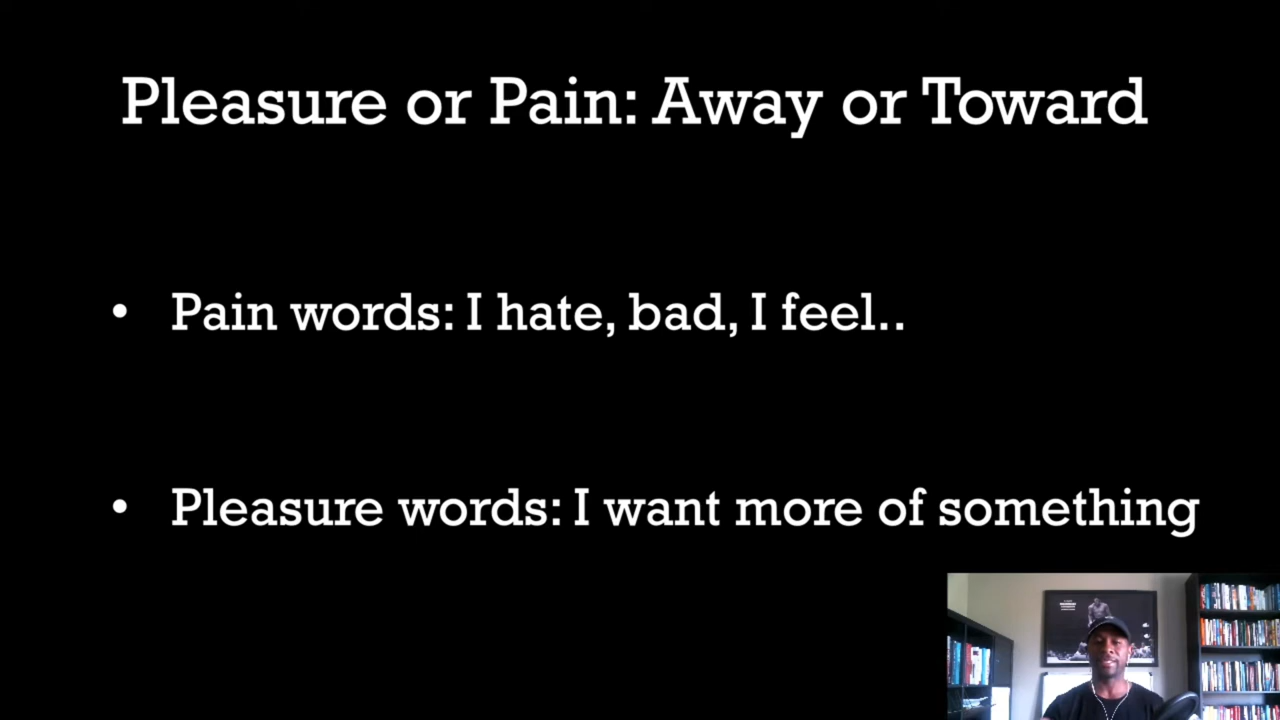 Pleasure or Pain: Away or Toward
• Pain words: I hate, bad, I feel..
• Pleasure words: I want more of something